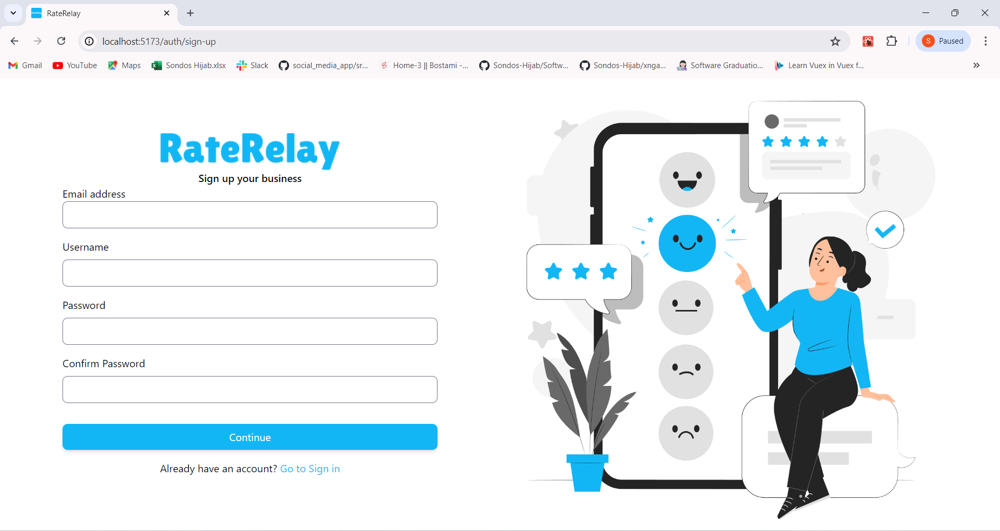 RateRelay
localhost:5173/auth/sign-up
S Paused
Gmail YouTube Maps Sondos Hijab.xlsx Slack social_media_app/sr... Home-3 || Bostami -... Sondos-Hijab/Softw... Sondos-Hijab/xnga... Software Graduatio... Learn Vuex in Vuex f...
RateRelay
Sign up your business
Email address
Username
Password
Confirm Password
Continue
Already have an account? Go to Sign in